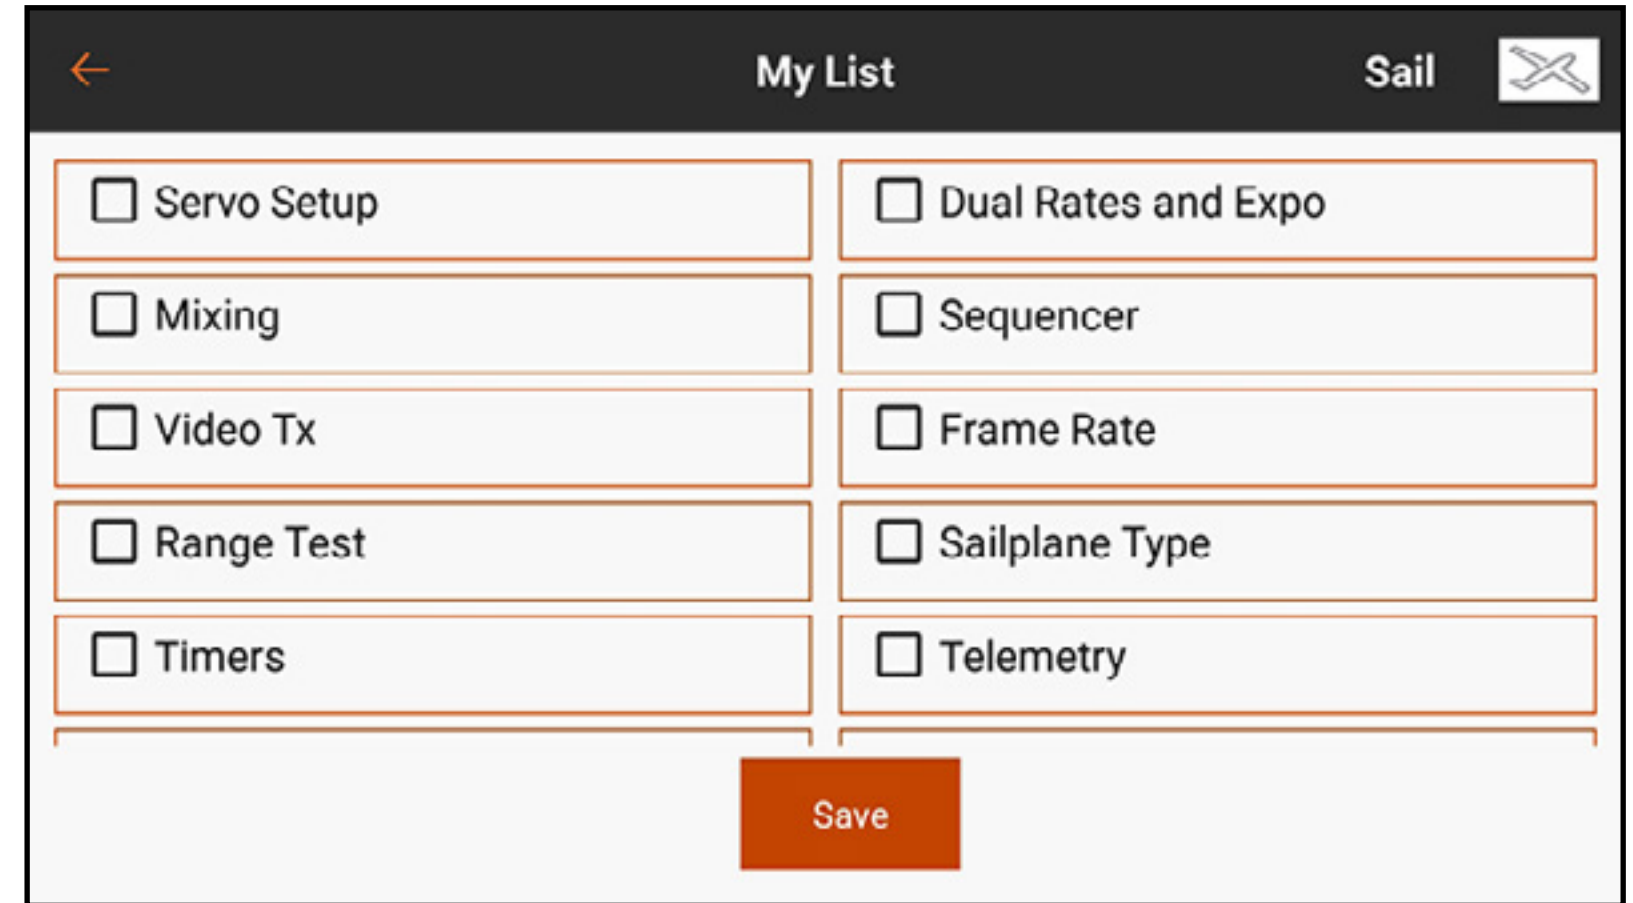 My List
Sail
Servo Setup
Dual Rates and Expo
Mixing
Sequencer
Video Tx
Frame Rate
Range Test
Sailplane Type
Timers
Telemetry
Save